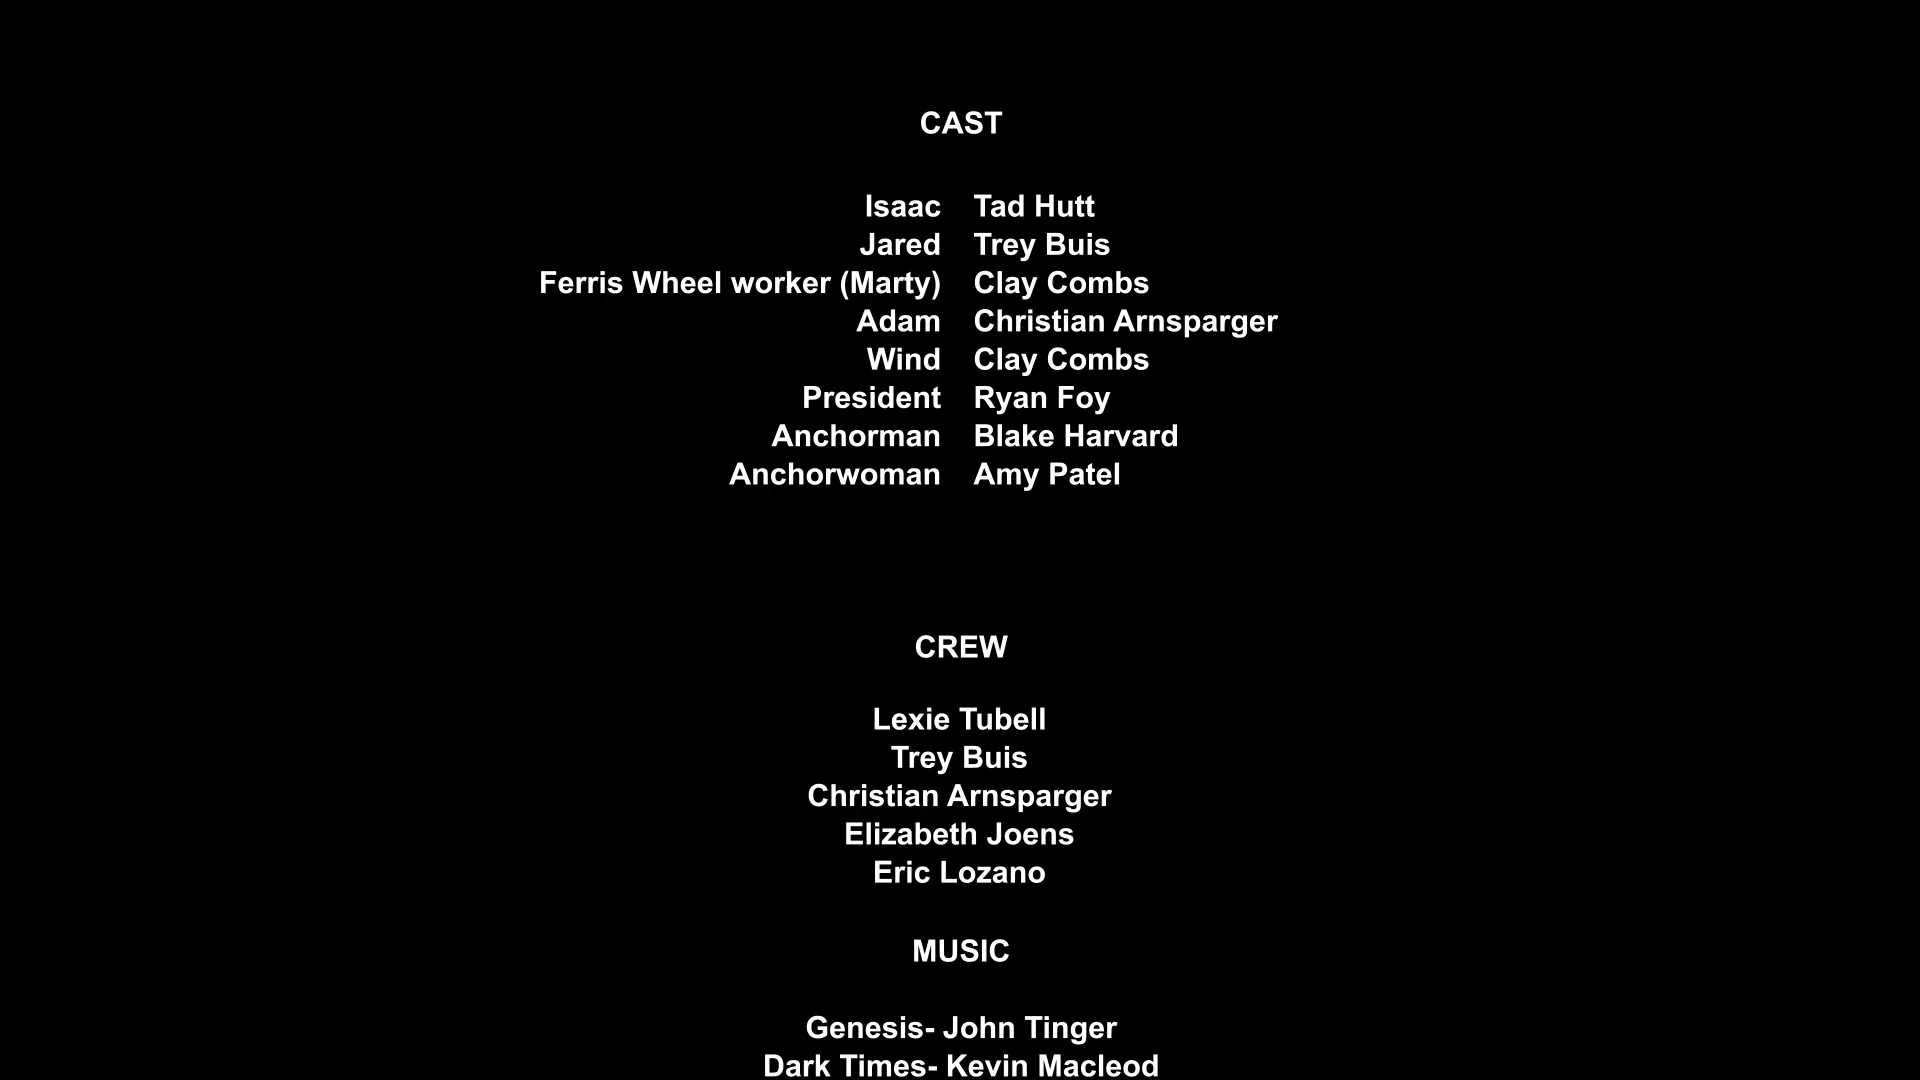 CAST
Isaac Tad Hutt
Jared Trey Buis
Ferris Wheel worker (Marty) Clay Combs
Adam Christian Arnsparger
Wind Clay Combs
President Ryan Foy
Anchorman Blake Harvard
Anchorwoman Amy Patel
CREW
Lexie Tubell
Trey Buis
Christian Arnsparger
Elizabeth Joens
Eric Lozano
MUSIC
Genesis- John Tinger
Dark Times- Kevin Macleod